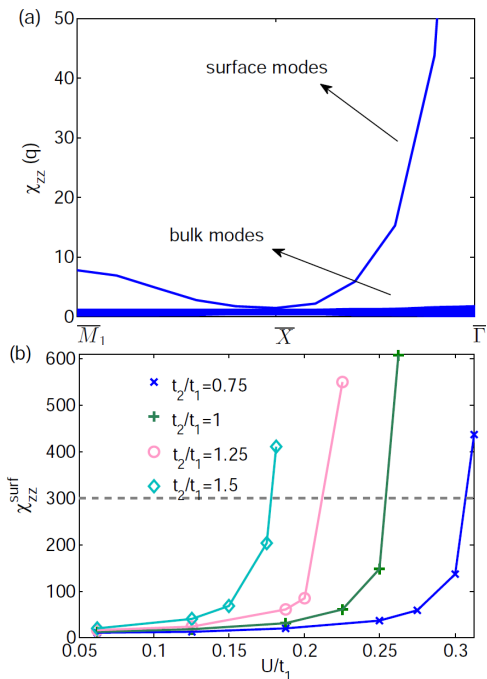 (a)
50
40
30
20
10
0
χzz (q)
surface modes
bulk modes
M̅1 X̅ Γ̅
(b)
600
500
400
300
200
100
0
χzz^surf
t2/t1=0.75
t2/t1=1
t2/t1=1.25
t2/t1=1.5
0.05 0.1 0.15 0.2 0.25 0.3
U/t1